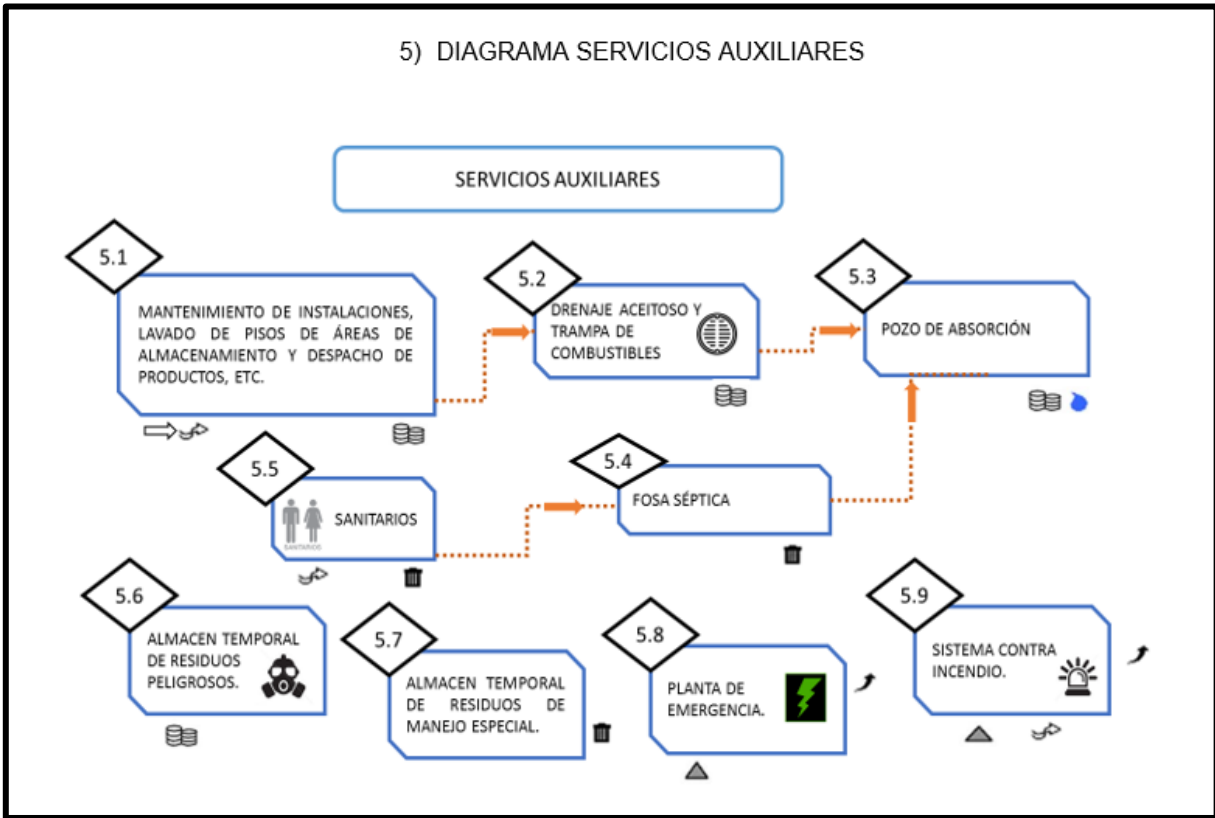 5) DIAGRAMA SERVICIOS AUXILIARES
SERVICIOS AUXILIARES
5.1
MANTENIMIENTO DE INSTALACIONES,
LAVADO DE PISOS DE ÁREAS DE
ALMACENAMIENTO Y DESPACHO DE
PRODUCTOS, ETC.
5.2
DRENAJE ACEITOSO Y
TRAMPA DE
COMBUSTIBLES
5.3
POZO DE ABSORCIÓN
5.5
SANITARIOS
SANITARIOS
5.4
FOSA SÉPTICA
5.6
ALMACEN TEMPORAL
DE RESIDUOS
PELIGROSOS.
5.7
ALMACEN TEMPORAL
DE RESIDUOS DE
MANEJO ESPECIAL.
5.8
PLANTA DE
EMERGENCIA.
5.9
SISTEMA CONTRA
INCENDIO.